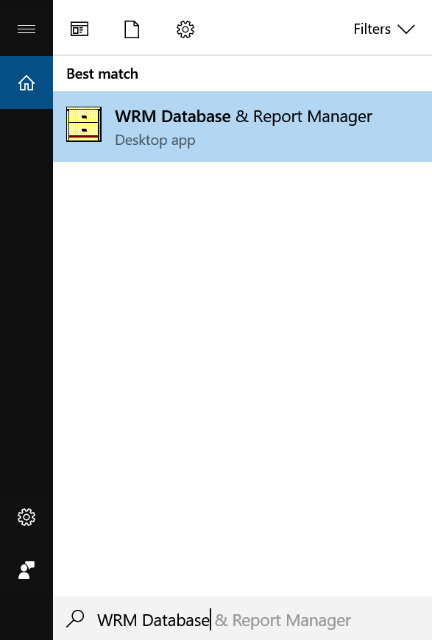 Filters
Best match
WRM Database & Report Manager
Desktop app
WRM Database & Report Manager